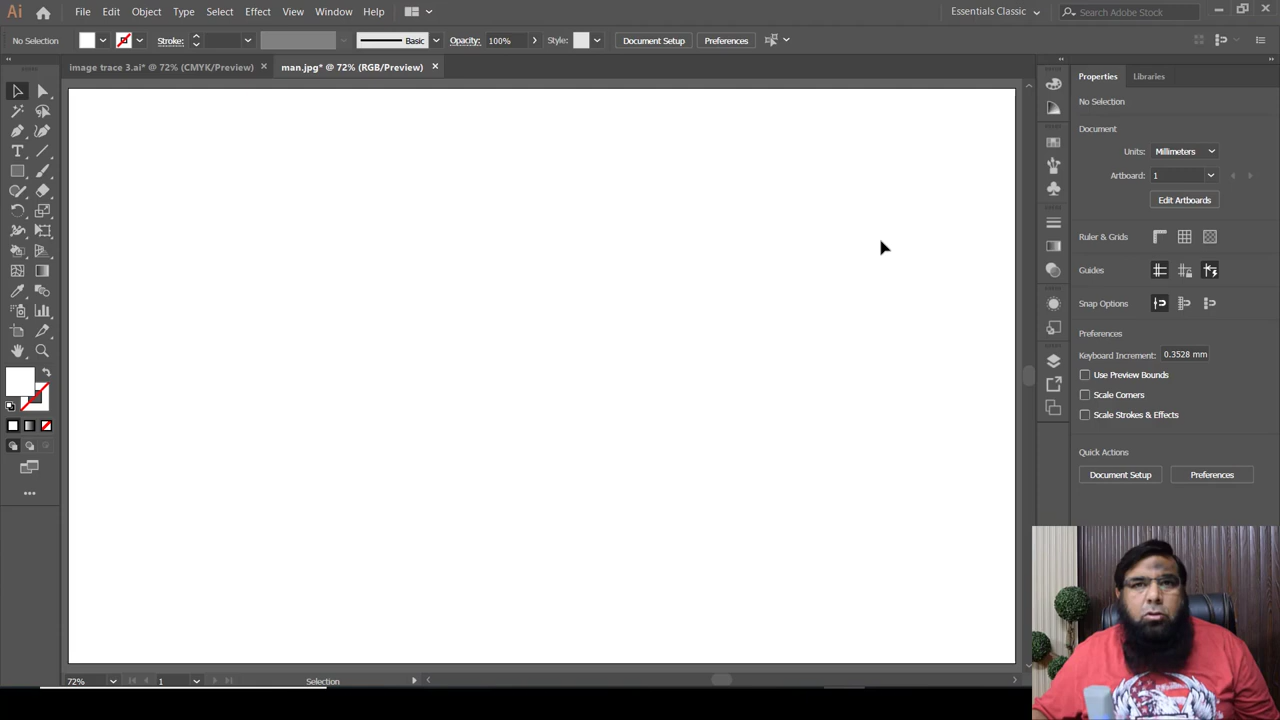 Ai File Edit Object Type Select Effect View Window Help Essentials Classic Search Adobe Stock
No Selection Stroke: Basic Opacity: 100% Style: Document Setup Preferences
image trace 3.ai* @ 72% (CMYK/Preview) man.jpg* @ 72% (RGB/Preview)
Properties Libraries
No Selection
Document
Units: Millimeters
Artboard: 1
Edit Artboards
Ruler & Grids
Guides
Snap Options
Preferences
Keyboard Increment: 0.3528 mm
Use Preview Bounds
Scale Corners
Scale Strokes & Effects
Quick Actions
Document Setup Preferences
72% 1 Selection